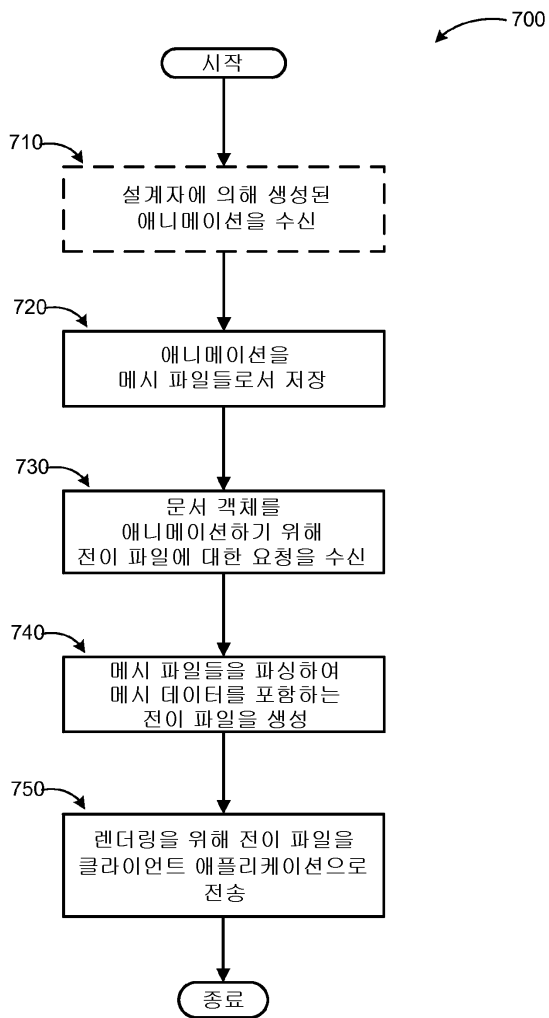 700
시작
710
설계자에 의해 생성된
애니메이션을 수신
720
애니메이션을
메시 파일들로서 저장
730
문서 객체를
애니메이션하기 위해
전이 파일에 대한 요청을 수신
740
메시 파일들을 파싱하여
메시 데이터를 포함하는
전이 파일을 생성
750
렌더링을 위해 전이 파일을
클라이언트 애플리케이션으로
전송
종료